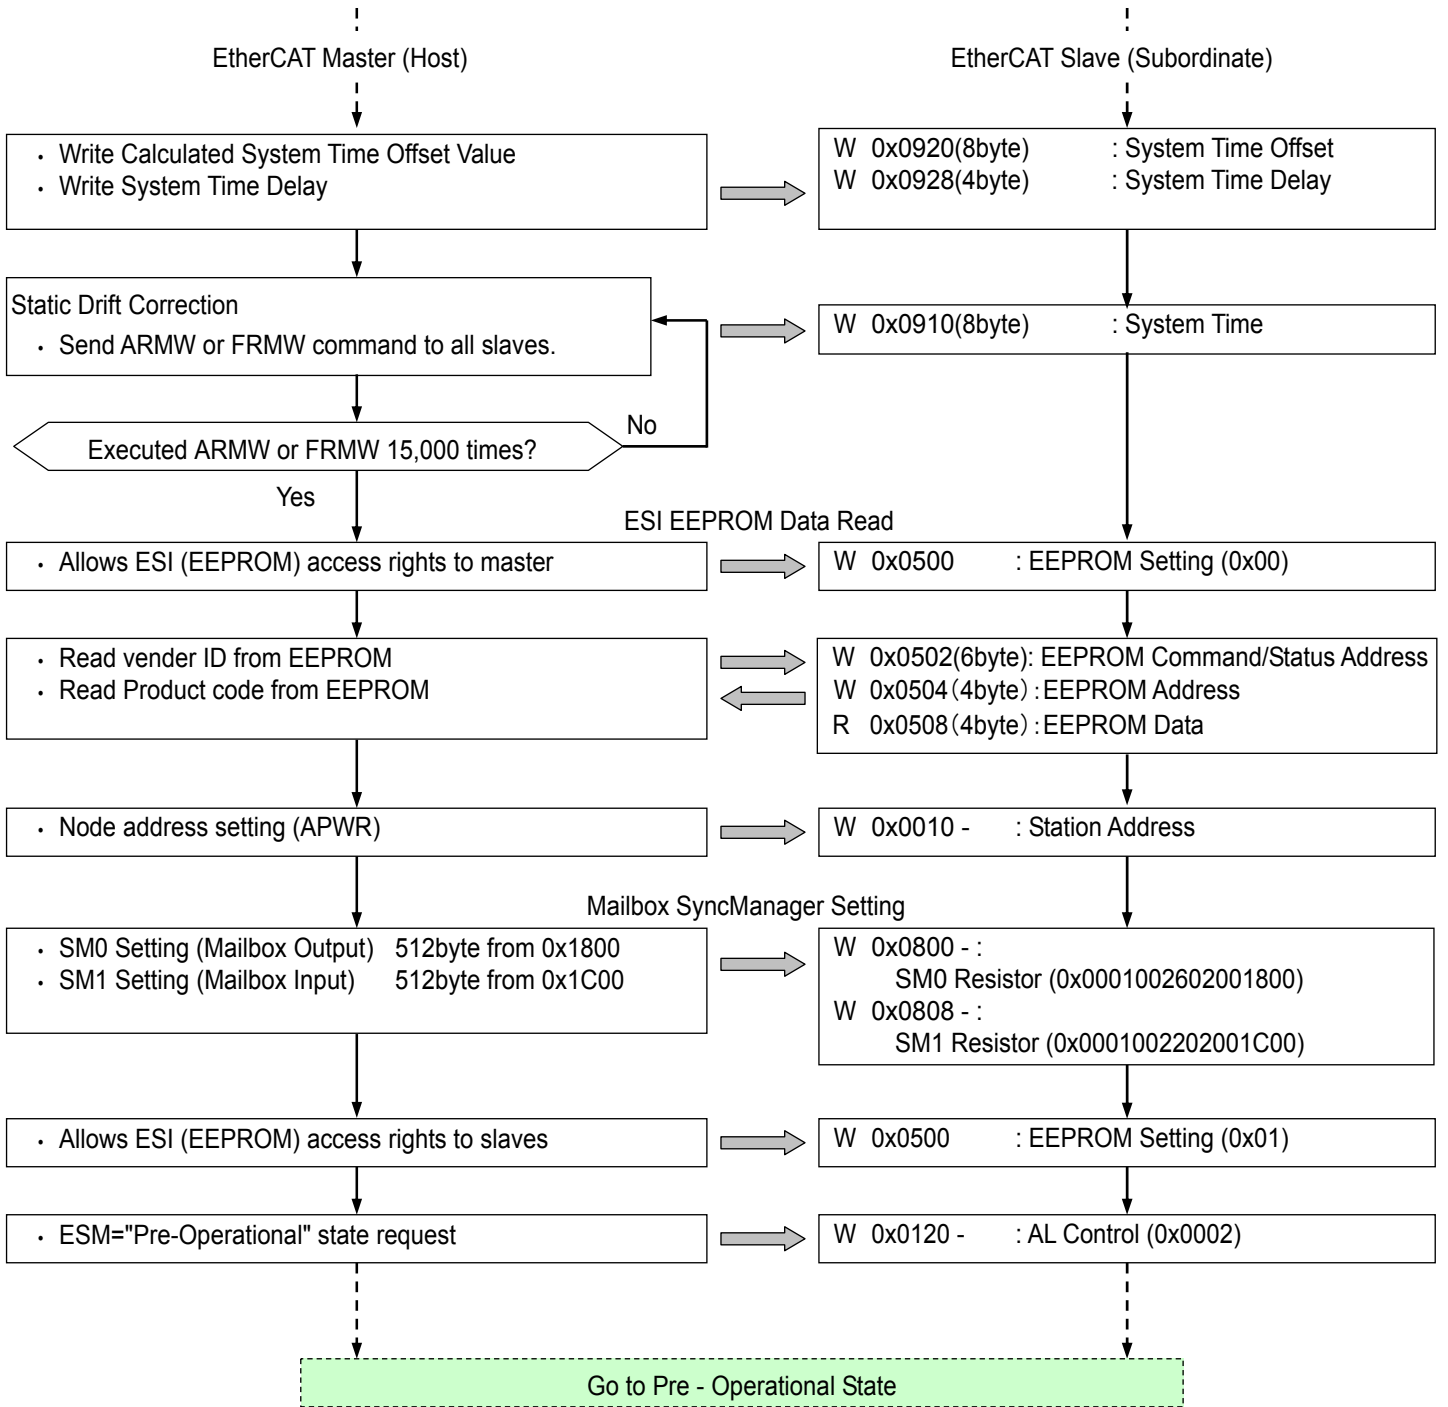 EtherCAT Master (Host)
EtherCAT Slave (Subordinate)
・ Write Calculated System Time Offset Value
・ Write System Time Delay
W 0x0920(8byte) : System Time Offset
W 0x0928(4byte) : System Time Delay
Static Drift Correction
・ Send ARMW or FRMW command to all slaves.
W 0x0910(8byte) : System Time
Executed ARMW or FRMW 15,000 times?
No
Yes
ESI EEPROM Data Read
・ Allows ESI (EEPROM) access rights to master
W 0x0500 : EEPROM Setting (0x00)
・ Read vender ID from EEPROM
・ Read Product code from EEPROM
W 0x0502(6byte): EEPROM Command/Status Address
W 0x0504（4byte）: EEPROM Address
R 0x0508（4byte）: EEPROM Data
・ Node address setting (APWR)
W 0x0010 - : Station Address
Mailbox SyncManager Setting
・ SM0 Setting (Mailbox Output) 512byte from 0x1800
・ SM1 Setting (Mailbox Input) 512byte from 0x1C00
W 0x0800 - :
SM0 Resistor (0x0001002602001800)
W 0x0808 - :
SM1 Resistor (0x0001002202001C00)
・ Allows ESI (EEPROM) access rights to slaves
W 0x0500 : EEPROM Setting (0x01)
・ ESM="Pre-Operational" state request
W 0x0120 - : AL Control (0x0002)
Go to Pre - Operational State